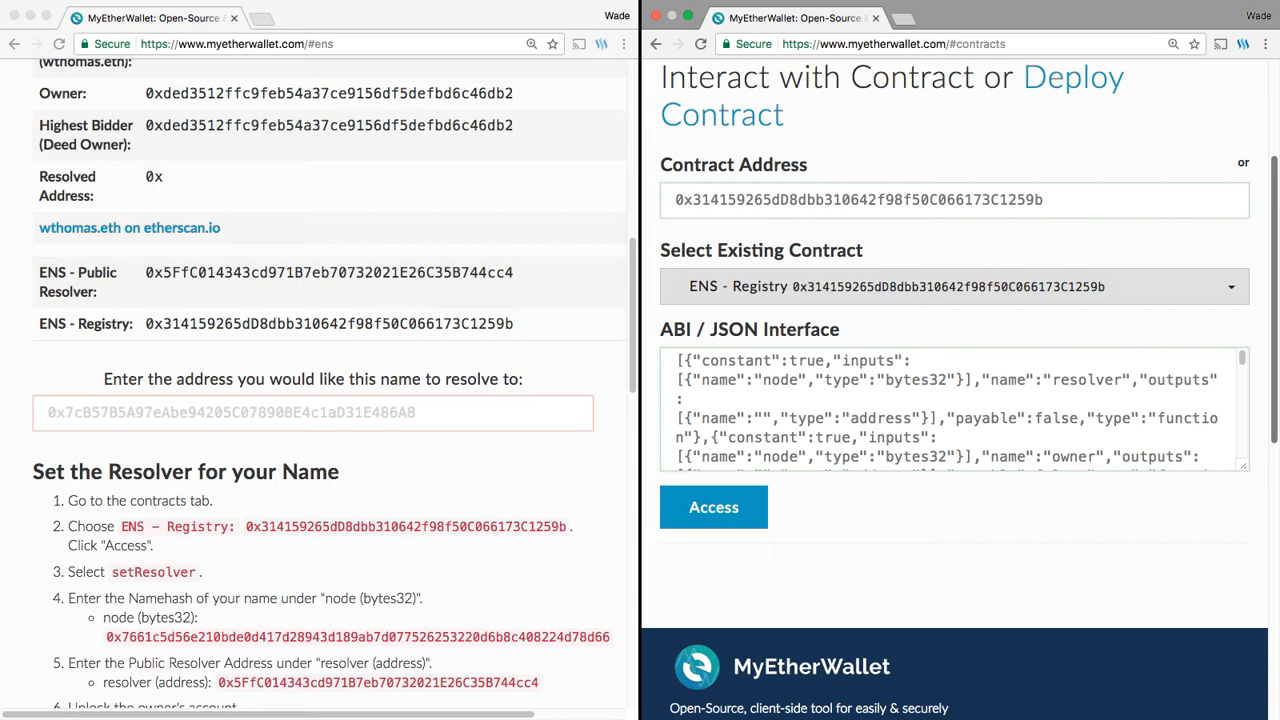 MyEtherWallet: Open-Source &
Wade
Secure
https://www.myetherwallet.com/#ens
(wthomas.eth):
Owner:
0xded3512ffc9feb54a37ce9156df5defbd6c46db2
Highest Bidder
(Deed Owner):
0xded3512ffc9feb54a37ce9156df5defbd6c46db2
Resolved
Address:
0x
wthomas.eth on etherscan.io
ENS - Public
Resolver:
0x5FfC014343cd971B7eb70732021E26C35B744cc4
ENS - Registry:
0x314159265dD8dbb310642f98f50C066173C1259b
Enter the address you would like this name to resolve to:
0x7cB57B5A97eAbe94205C07890BE4c1aD31E486A8
Set the Resolver for your Name
1. Go to the contracts tab.
2. Choose ENS – Registry: 0x314159265dD8dbb310642f98f50C066173C1259b.
Click "Access".
3. Select setResolver.
4. Enter the Namehash of your name under "node (bytes32)".
node (bytes32):
0x7661c5d56e210bde0d417d28943d189ab7d077526253220d6b8c408224d78d66
5. Enter the Public Resolver Address under "resolver (address)".
resolver (address): 0x5FfC014343cd971B7eb70732021E26C35B744cc4
6. Unlock the owner's account
MyEtherWallet: Open-Source &
Wade
Secure
https://www.myetherwallet.com/#contracts
Interact with Contract or Deploy
Contract
Contract Address
or
0x314159265dD8dbb310642f98f50C066173C1259b
Select Existing Contract
ENS - Registry 0x314159265dD8dbb310642f98f50C066173C1259b
ABI / JSON Interface
[{"constant":true,"inputs":
[{"name":"node","type":"bytes32"}],"name":"resolver","outputs"
:
[{"name":"","type":"address"}],"payable":false,"type":"functio
n"},{"constant":true,"inputs":
[{"name":"node","type":"bytes32"}],"name":"owner","outputs":
Access
MyEtherWallet
Open-Source, client-side tool for easily & securely